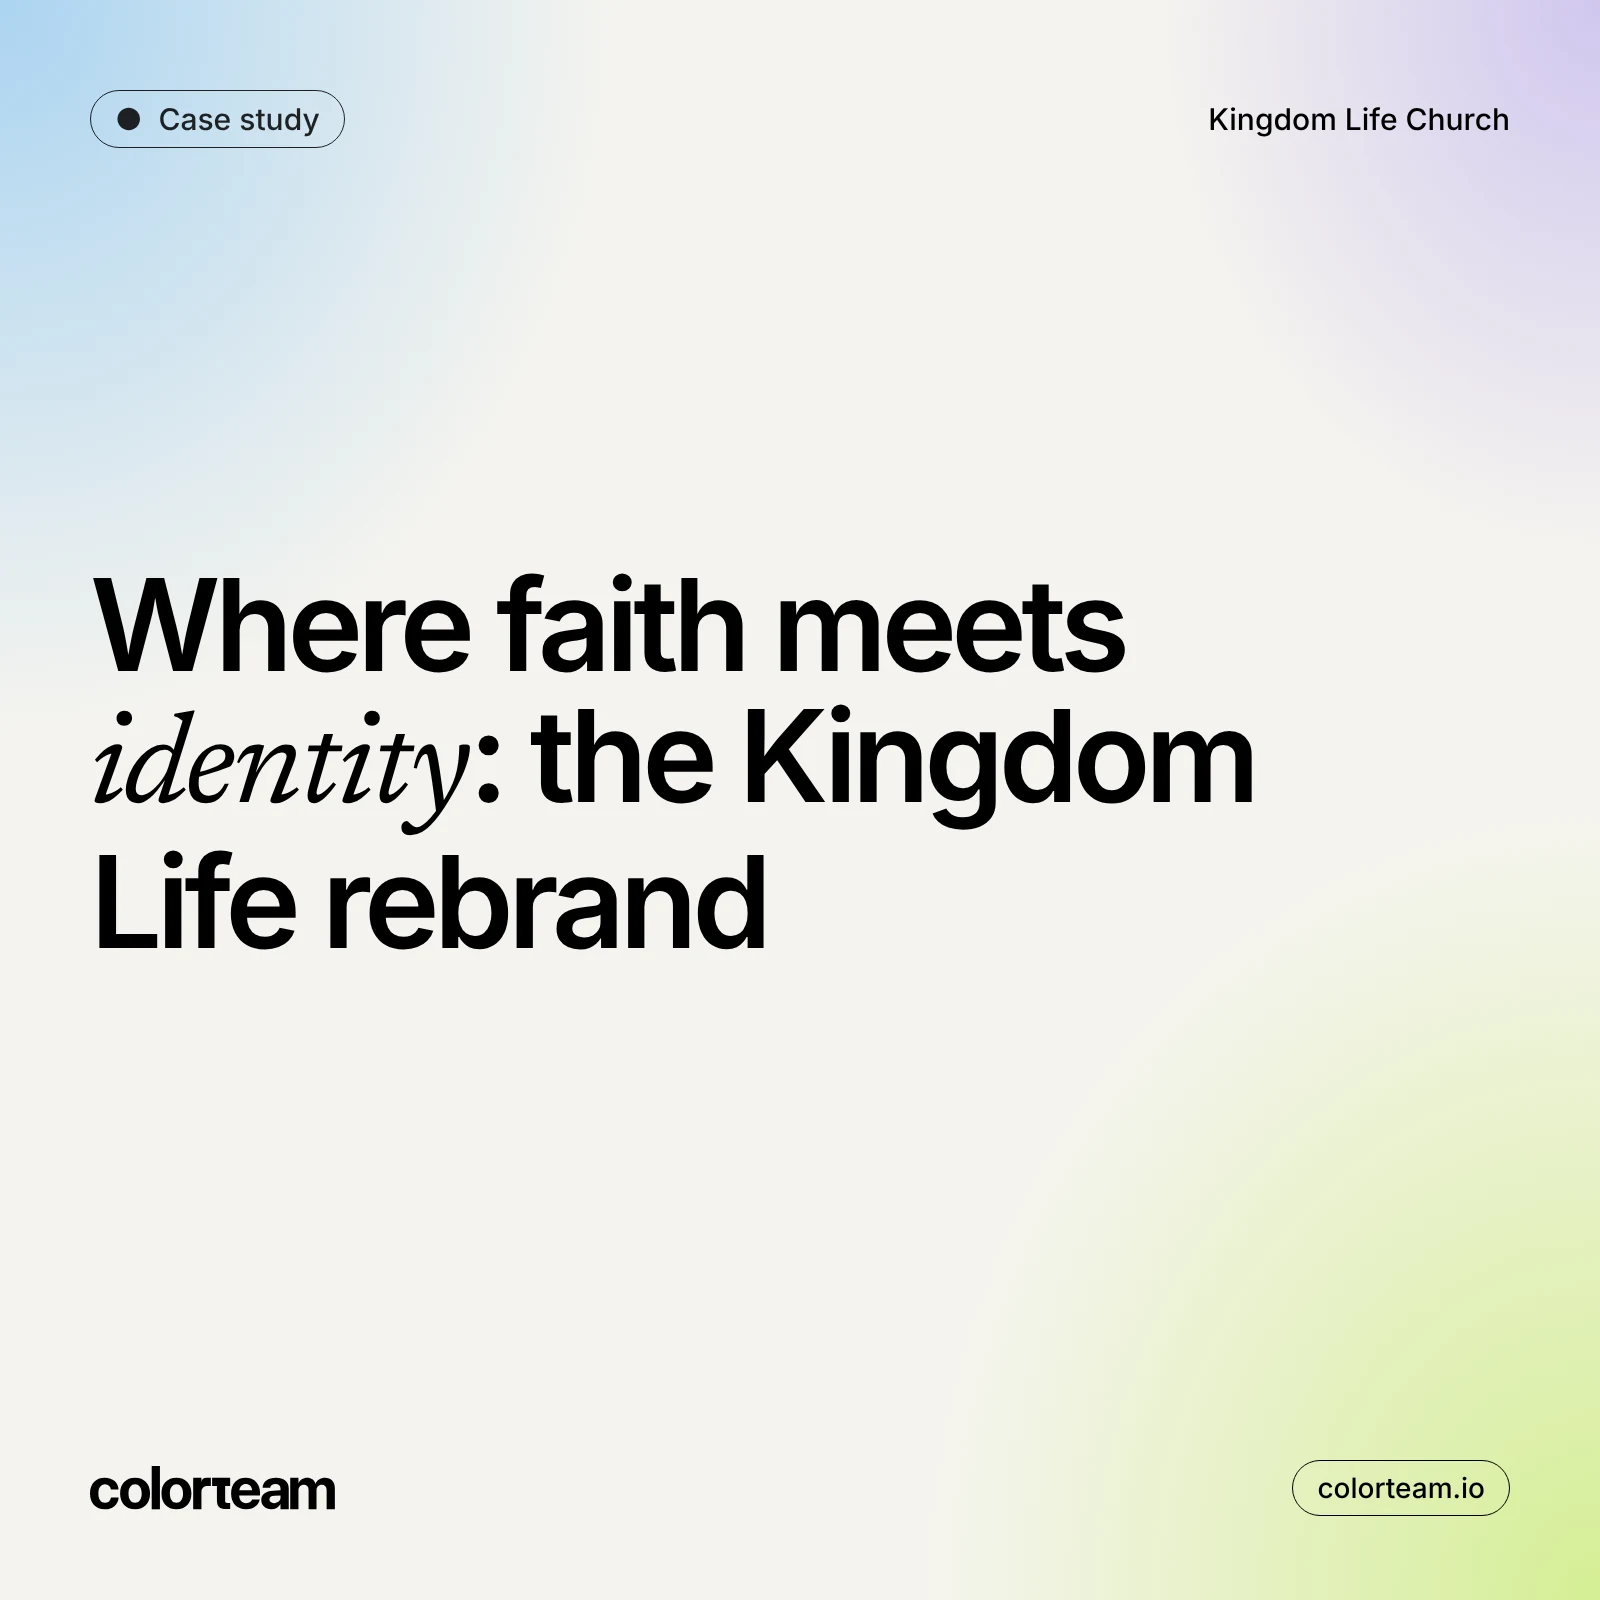 Case study
Kingdom Life Church
Where faith meets
identity: the Kingdom
Life rebrand
colorteam
colorteam.io